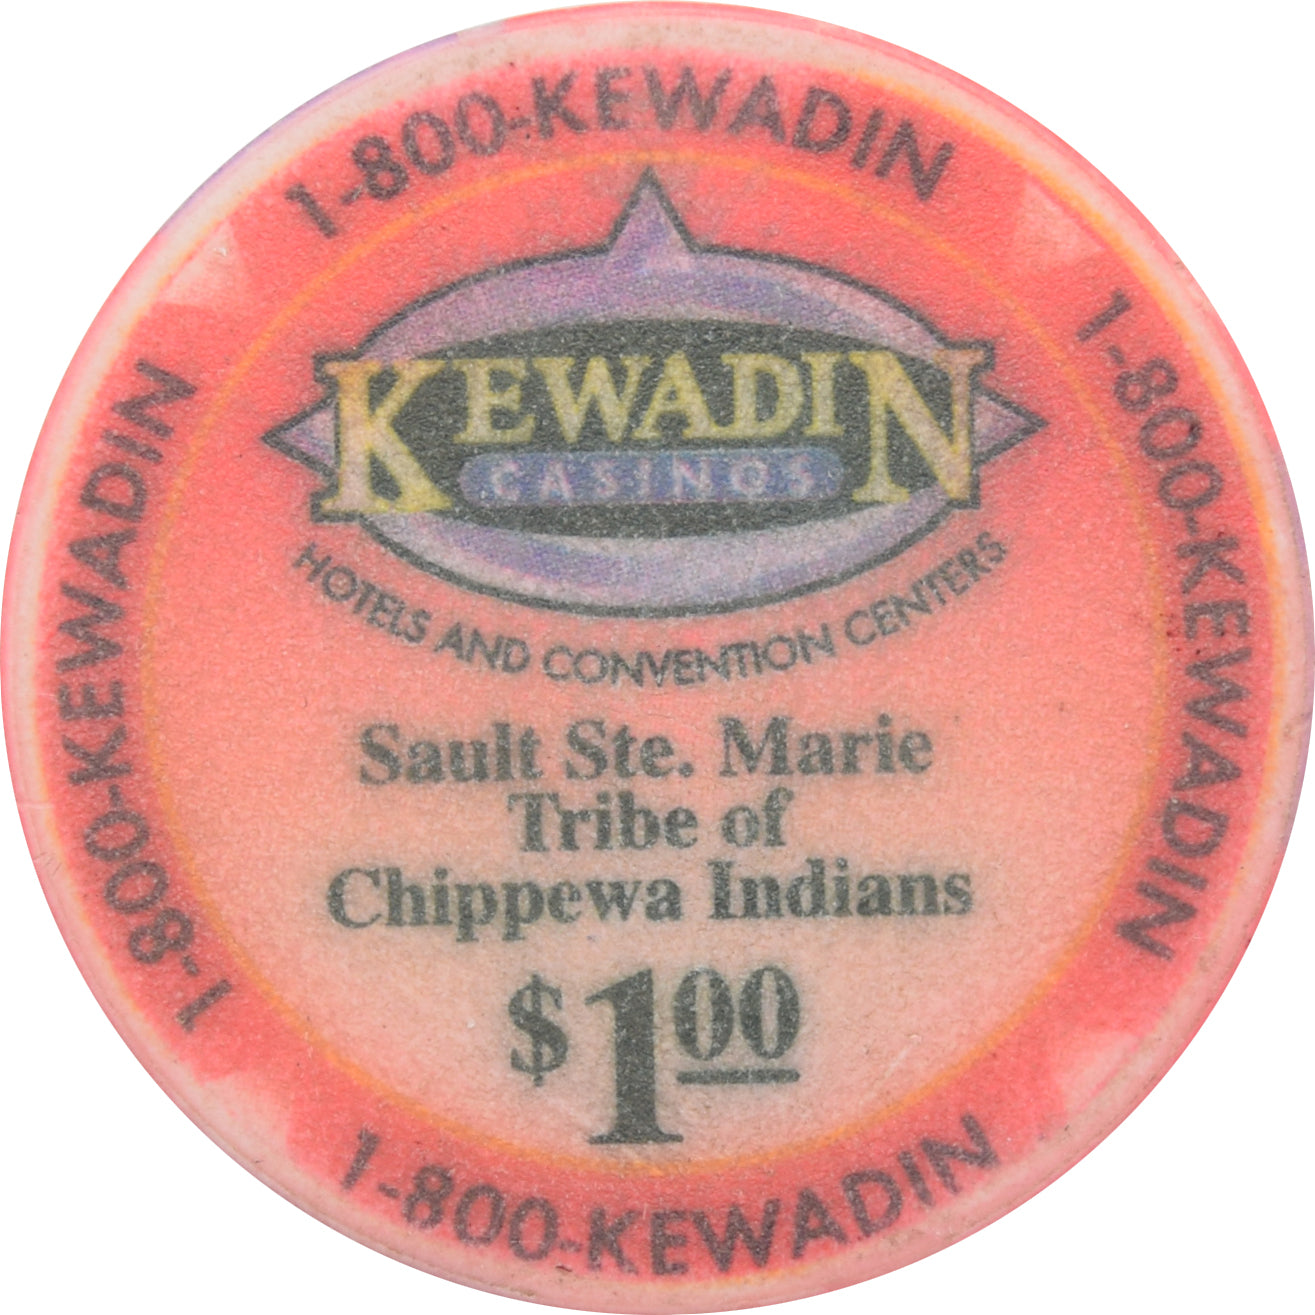 1-800-KEWADIN
KEWADIN
CASINOS
HOTELS AND CONVENTION CENTERS
Sault Ste. Marie
Tribe of
Chippewa Indians
$1.00
1-800-KEWADIN
1-800-KEWADIN
1-800-KEWADIN